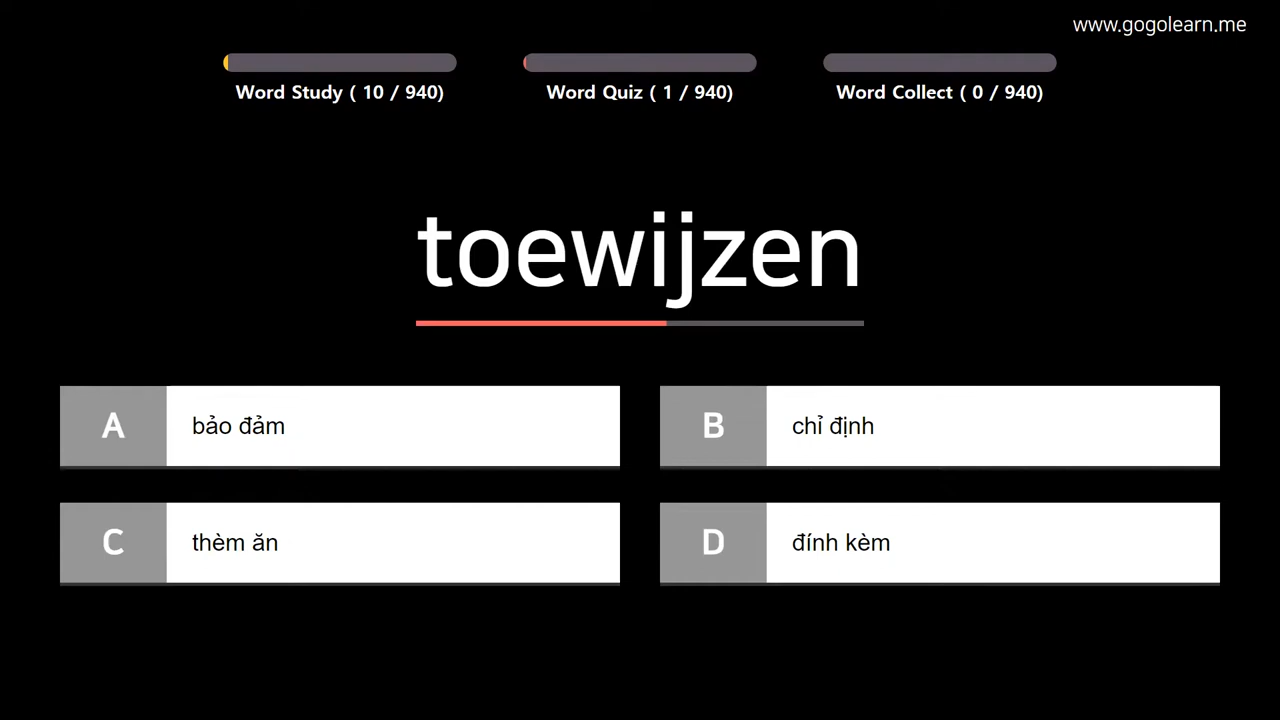 www.gogolearn.me
Word Study ( 10 / 940)
Word Quiz ( 1 / 940)
Word Collect ( 0 / 940)
toewijzen
A bảo đảm
B chỉ định
C thèm ăn
D đính kèm